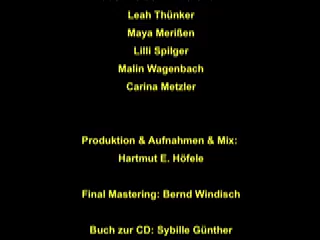 Leah Thünker
Maya Merißen
Lilli Spilger
Malin Wagenbach
Carina Metzler
Produktion & Aufnahmen & Mix:
Hartmut E. Höfele
Final Mastering: Bernd Windisch
Buch zur CD: Sybille Günther